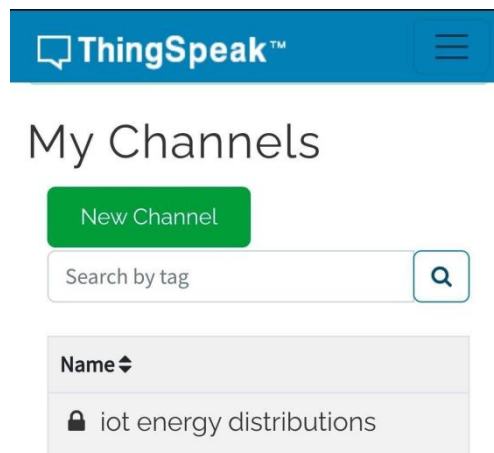 ThingSpeak™
My Channels
New Channel
Search by tag
Name
iot energy distributions